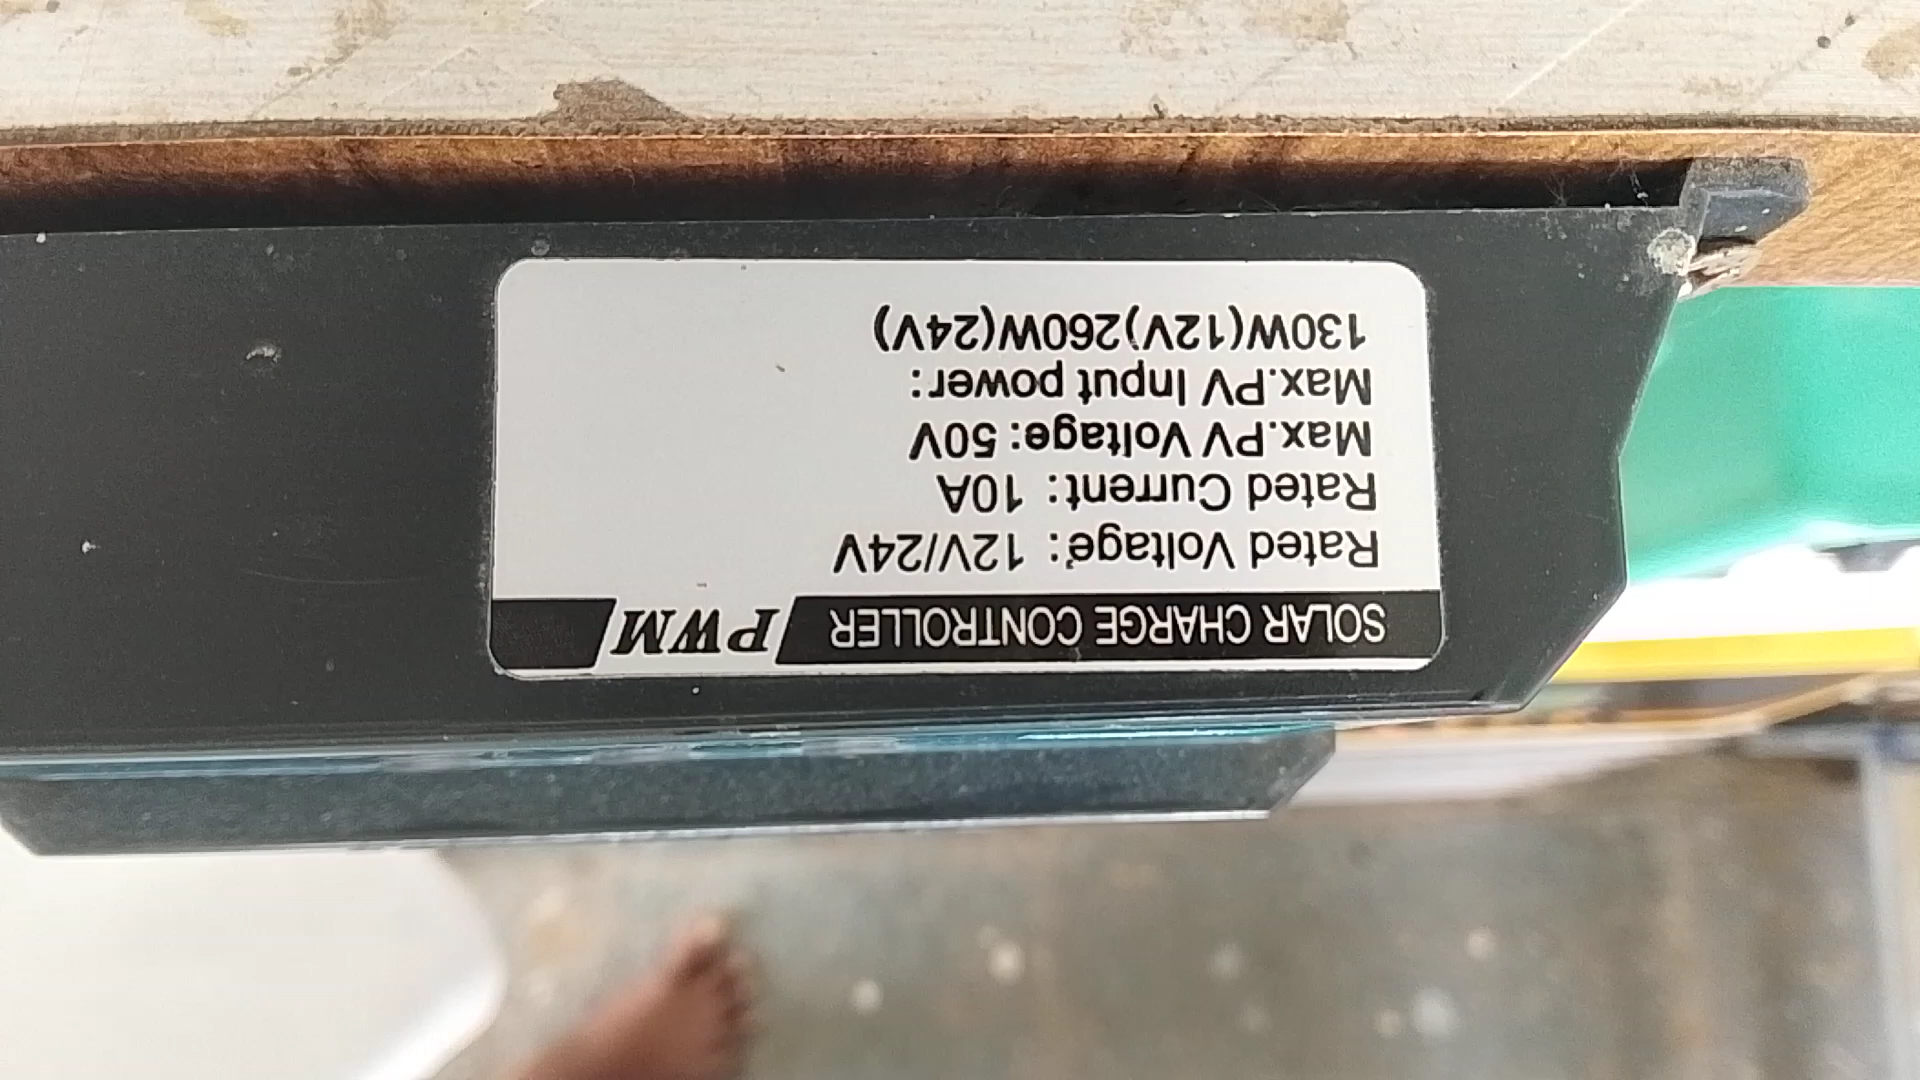 SOLAR CHARGE CONTROLLER PWM
Rated Voltage: 12V/24V
Rated Current: 10A
Max.PV Voltage: 50V
Max.PV Input power:
130W(12V)260W(24V)